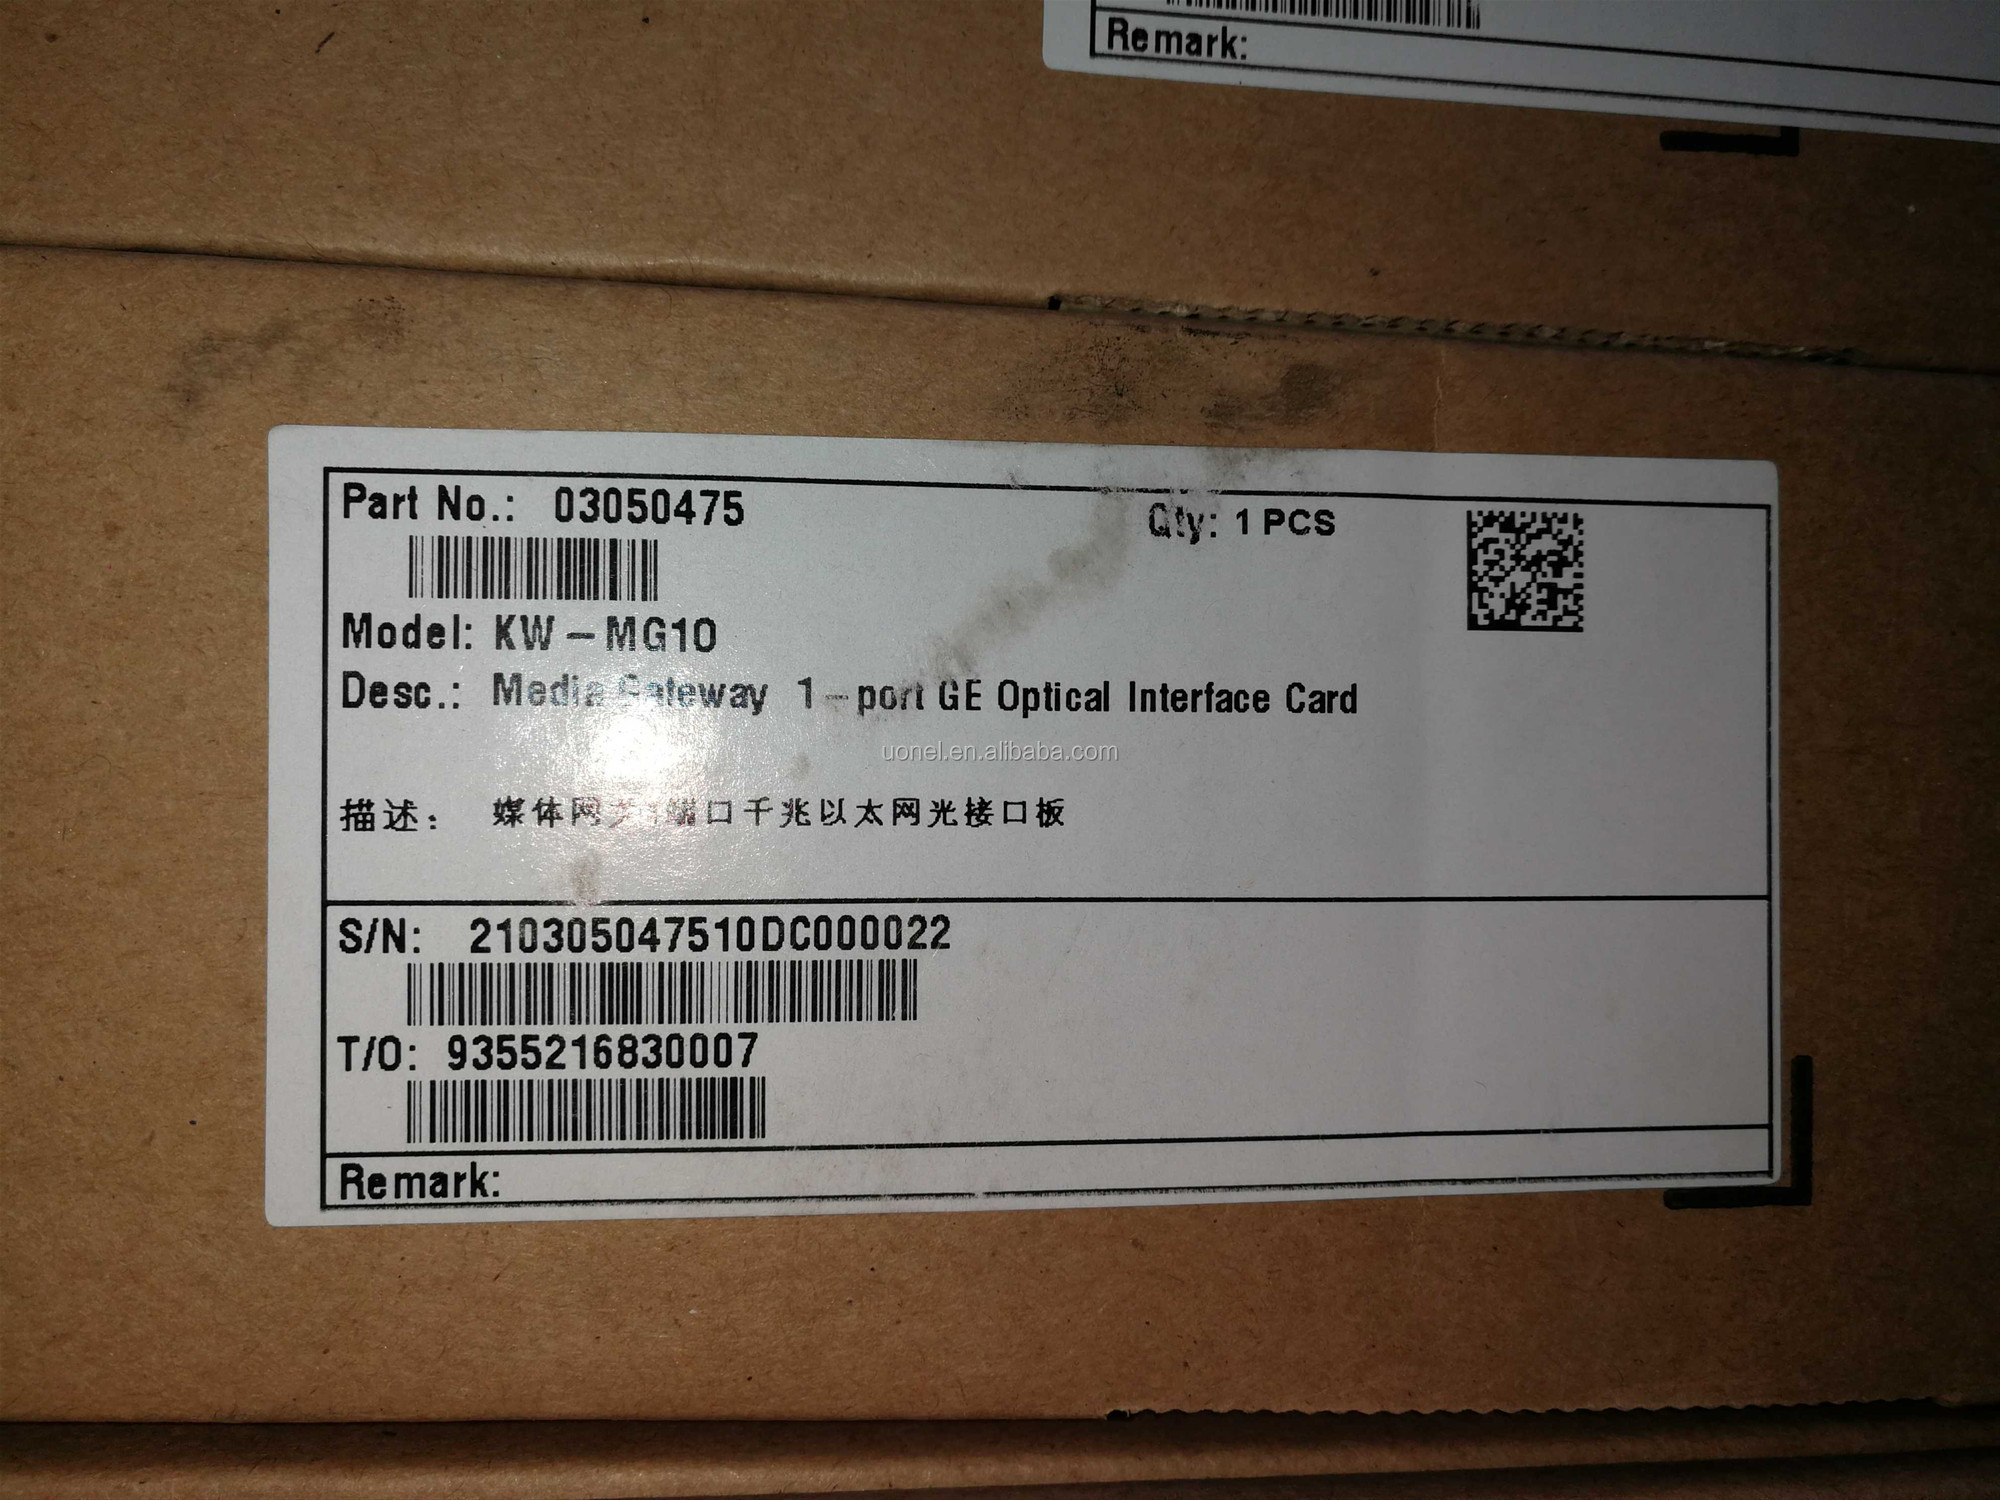 Remark:
Part No.: 03050475 Qty: 1 PCS
Model: KW-MG10
Desc.: Media Gateway 1-port GE Optical Interface Card
uonel.en.alibaba.com
描述: 媒体网关1端口千兆以太网光接口板
S/N: 210305047510DC000022
T/O: 9355216830007
Remark: